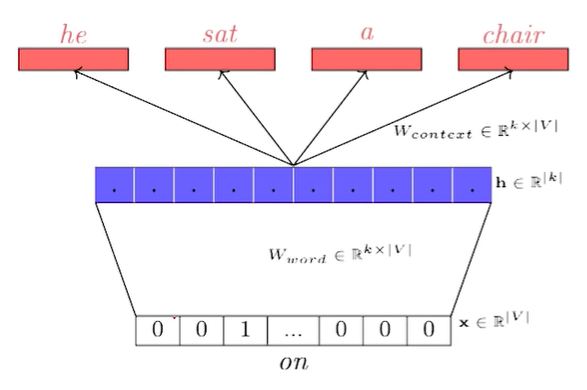 he sat a chair
W_context ∈ ℝ^{k×|V|}
. . . . . . . . . . h ∈ ℝ^{|k|}
W_word ∈ ℝ^{k×|V|}
0 0 1 ... 0 0 0 x ∈ ℝ^{|V|}
on